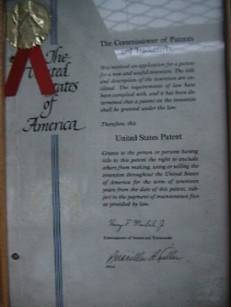 The
United
States
of
America
The Commissioner of Patents
and Trademarks
Has received an application for a patent
for a new and useful invention. The title
and description of the invention are en-
closed. The requirements of law have
been complied with, and it has been de-
termined that a patent on the invention
shall be granted under the law.
Therefore, this
United States Patent
Grants to the person or persons having
title to this patent the right to exclude
others from making, using or selling the
invention throughout the United States
of America for the term of seventeen
years from the date of this patent, sub-
ject to the payment of maintenance fees
as provided by law.
Commissioner of Patents and Trademarks